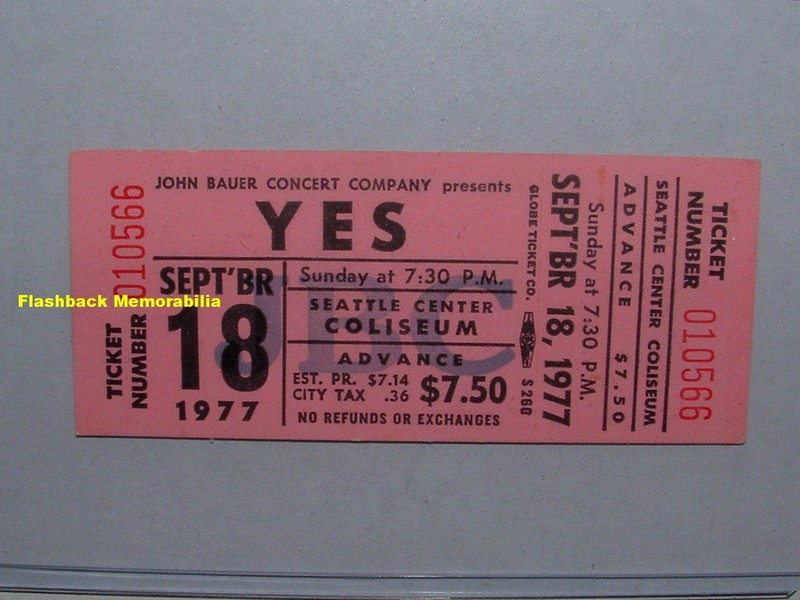 JOHN BAUER CONCERT COMPANY presents
YES
SEPT'BR
18
1977
Sunday at 7:30 P.M.
SEATTLE CENTER
COLISEUM
ADVANCE
EST. PR. $7.14
CITY TAX .36
$7.50
NO REFUNDS OR EXCHANGES
JBC
TICKET
NUMBER 010566
Flashback Memorabilia
GLOBE TICKET CO.
S 260
SEPT'BR 18, 1977
Sunday at 7:30 P.M.
ADVANCE $7.50
SEATTLE CENTER COLISEUM
TICKET
NUMBER 010566